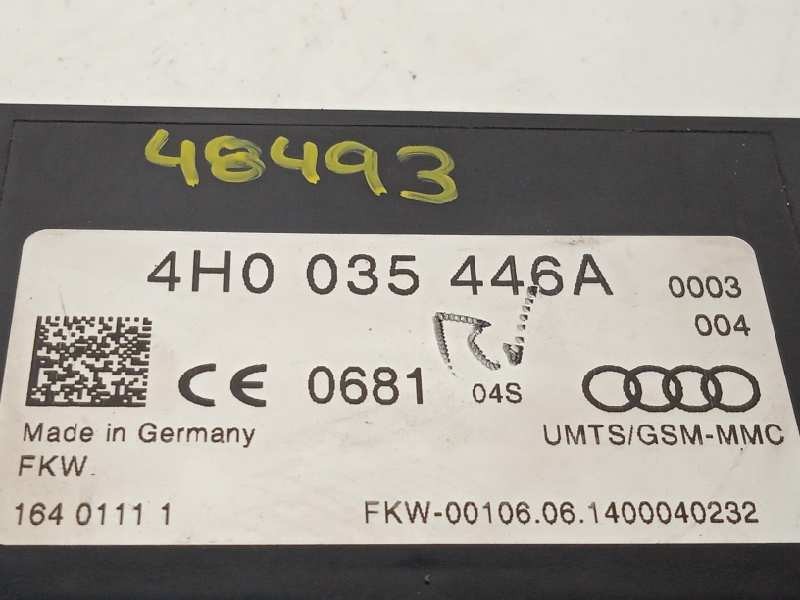 48493
4H0 035 446A 0003
004
CE 0681 04S
Made in Germany UMTS/GSM-MMC
FKW
164 0111 1 FKW-00106.06.1400040232